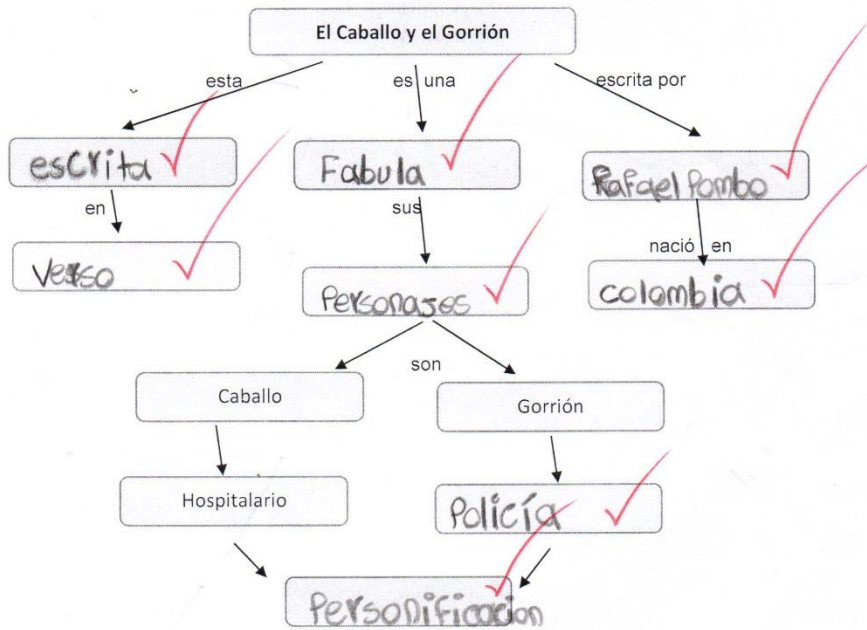 El Caballo y el Gorrión
esta
es una
escrita por
escrita
Fabula
Rafael Pombo
en
sus
nació en
Verso
Personajes
colombia
son
Caballo
Gorrión
Hospitalario
Policía
Personificacion